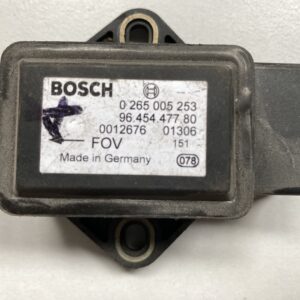 BOSCH
0 265 005 253
96.454.477.80
0012676 01306
FOV 151
Made in Germany 078